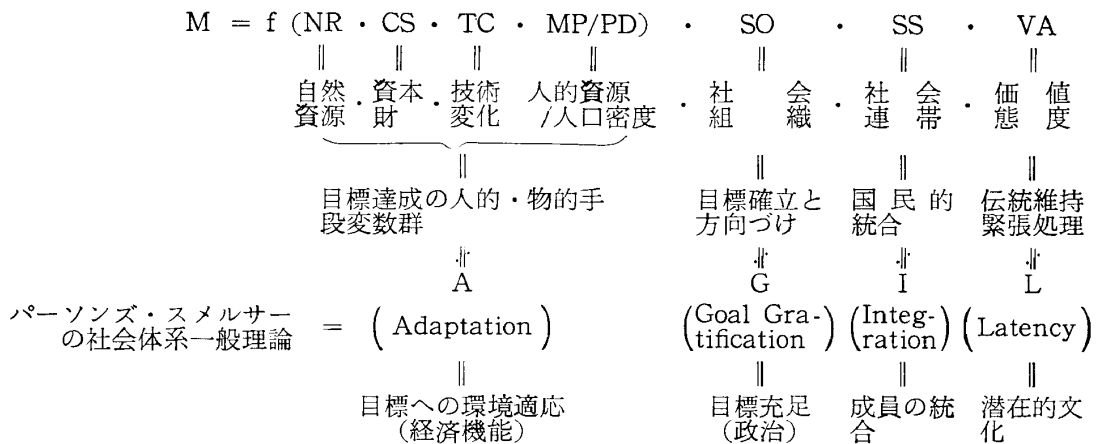 M = f (NR · CS · TC · MP/PD) · SO · SS · VA
‖ ‖ ‖ ‖ ‖ ‖ ‖
自然 資本 技術 人的資源 社 会 社 会 価 値
資源 · 財 · 変化 · /人口密度 · 組 織 · 連 帯 · 態 度
‖ ‖ ‖ ‖
目標達成の人的・物的手 目標確立と 国 民 的 伝統維持
段変数群 方向づけ 統合 緊張処理
⥣ ⥣ ⥣ ⥣
A G I L
パーソンズ・スメルサー
の社会体系一般理論 = (Adaptation) (Goal Gra- (Integ- (Latency)
tification) ration)
‖ ‖ ‖ ‖
目標への環境適応 目標充足 成員の統 潜在的文
(経済機能) (政治) 合 化